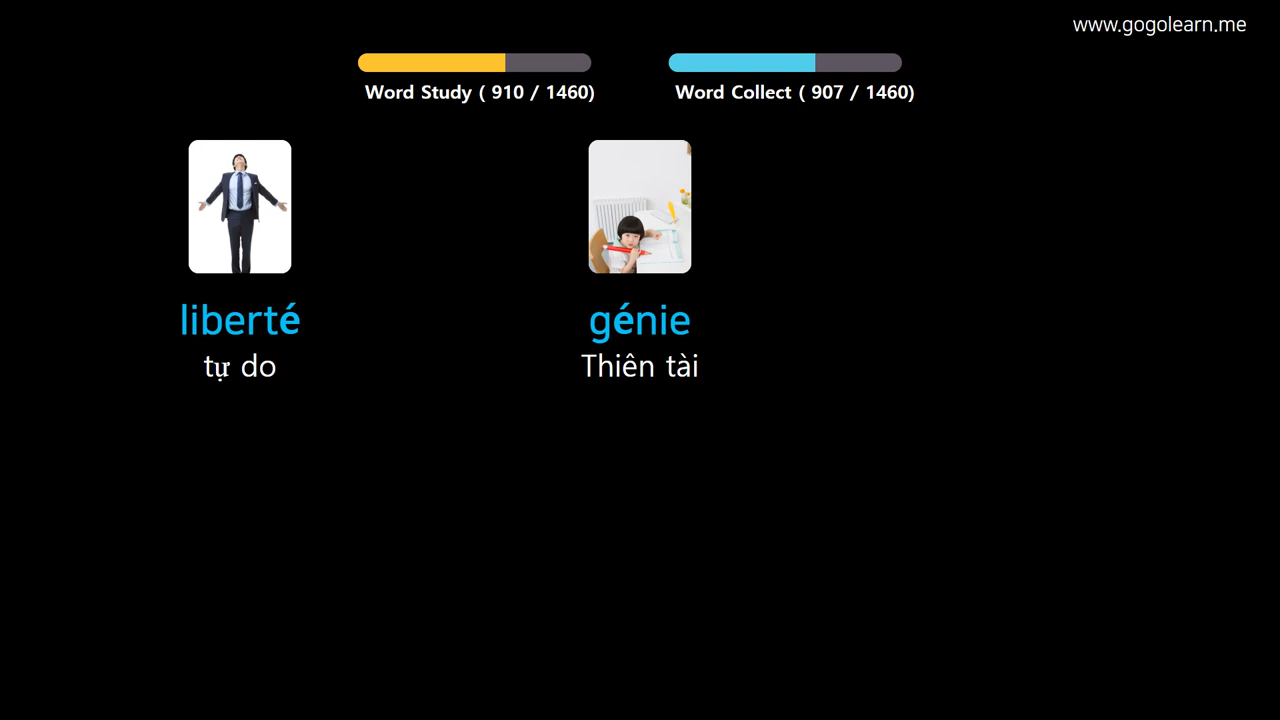 www.gogolearn.me
Word Study ( 910 / 1460)
Word Collect ( 907 / 1460)
liberté
génie
tự do
Thiên tài